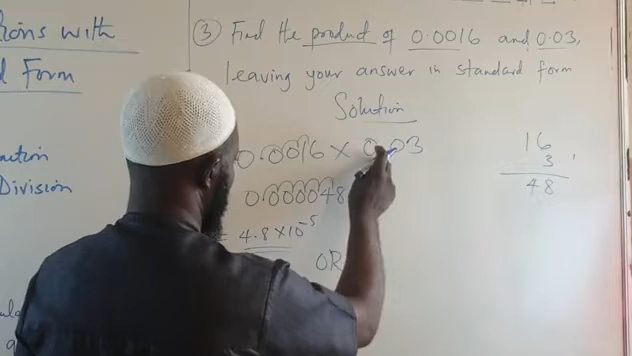 ions with
d Form
action
Division
③ Find the product of 0.0016 and 0.03,
leaving your answer in standard form
Solution
0.0016 × 0.03
0.000048
= 4.8 × 10⁻⁵
OR
16
3
48